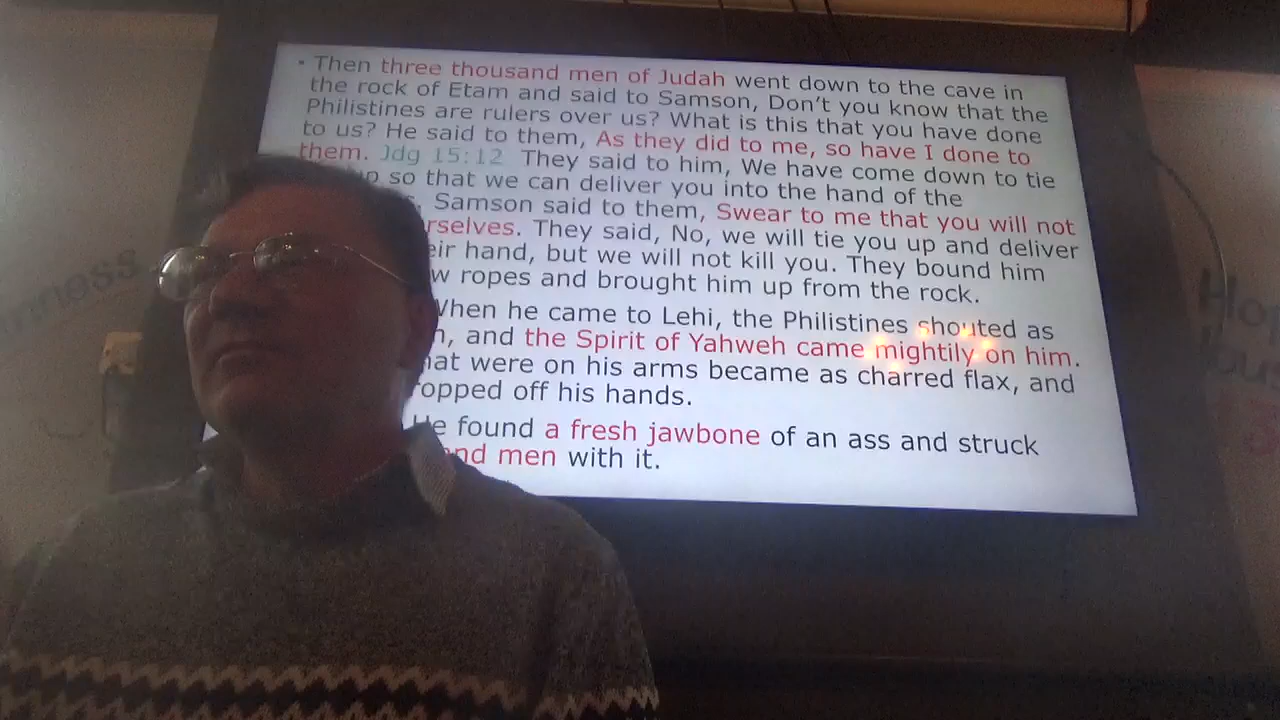 • Then three thousand men of Judah went down to the cave in
the rock of Etam and said to Samson, Don't you know that the
Philistines are rulers over us? What is this that you have done
to us? He said to them, As they did to me, so have I done to
them. Jdg 15:12 They said to him, We have come down to tie
so that we can deliver you into the hand of the
Samson said to them, Swear to me that you will not
rselves. They said, No, we will tie you up and deliver
eir hand, but we will not kill you. They bound him
w ropes and brought him up from the rock.
When he came to Lehi, the Philistines shouted as
and the Spirit of Yahweh came mightily on him.
hat were on his arms became as charred flax, and
ropped off his hands.
He found a fresh jawbone of an ass and struck
nd men with it.